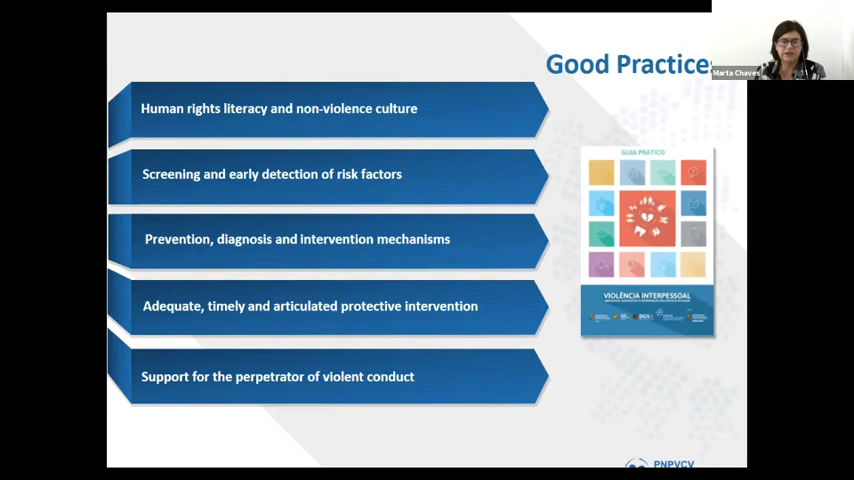 Good Practices
Marta Chaves
Human rights literacy and non-violence culture
Screening and early detection of risk factors
Prevention, diagnosis and intervention mechanisms
Adequate, timely and articulated protective intervention
Support for the perpetrator of violent conduct
GUIA PRÁTICO
VIOLÊNCIA INTERPESSOAL
PNPVCV